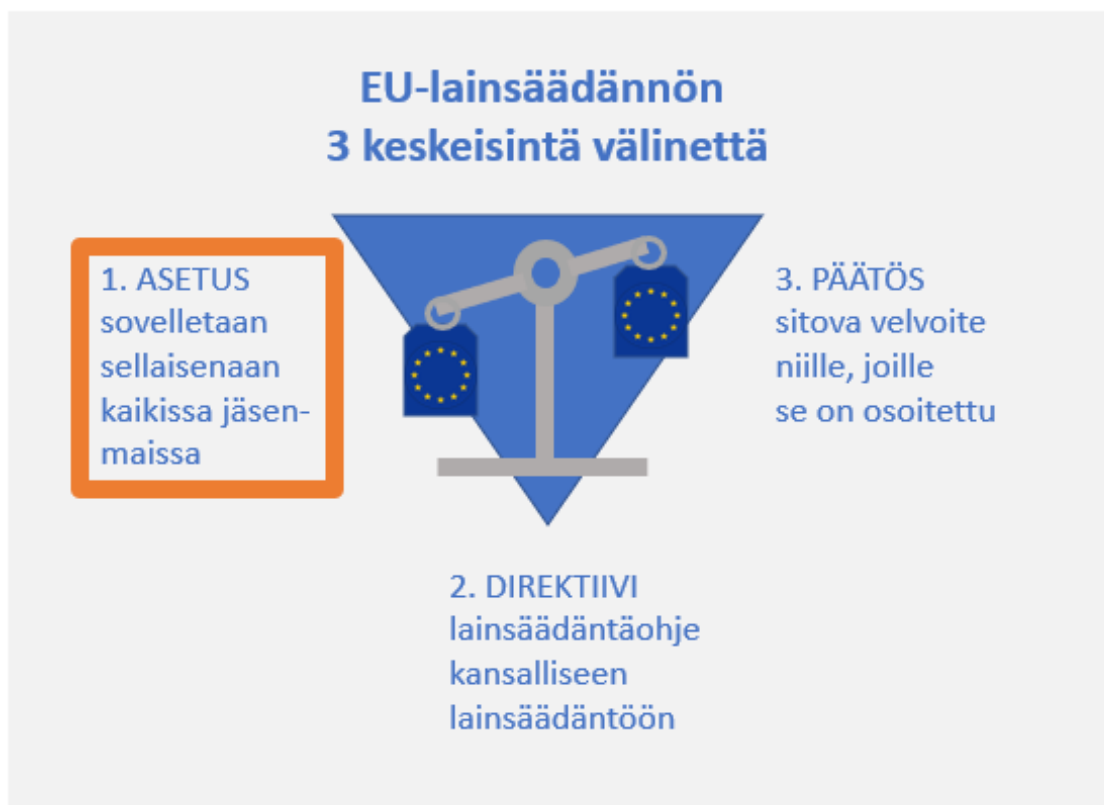 EU-lainsäädännön
3 keskeisintä välinettä
1. ASETUS
sovelletaan
sellaisenaan
kaikissa jäsen-
maissa
3. PÄÄTÖS
sitova velvoite
niille, joille
se on osoitettu
2. DIREKTIIVI
lainsäädäntöohje
kansalliseen
lainsäädäntöön